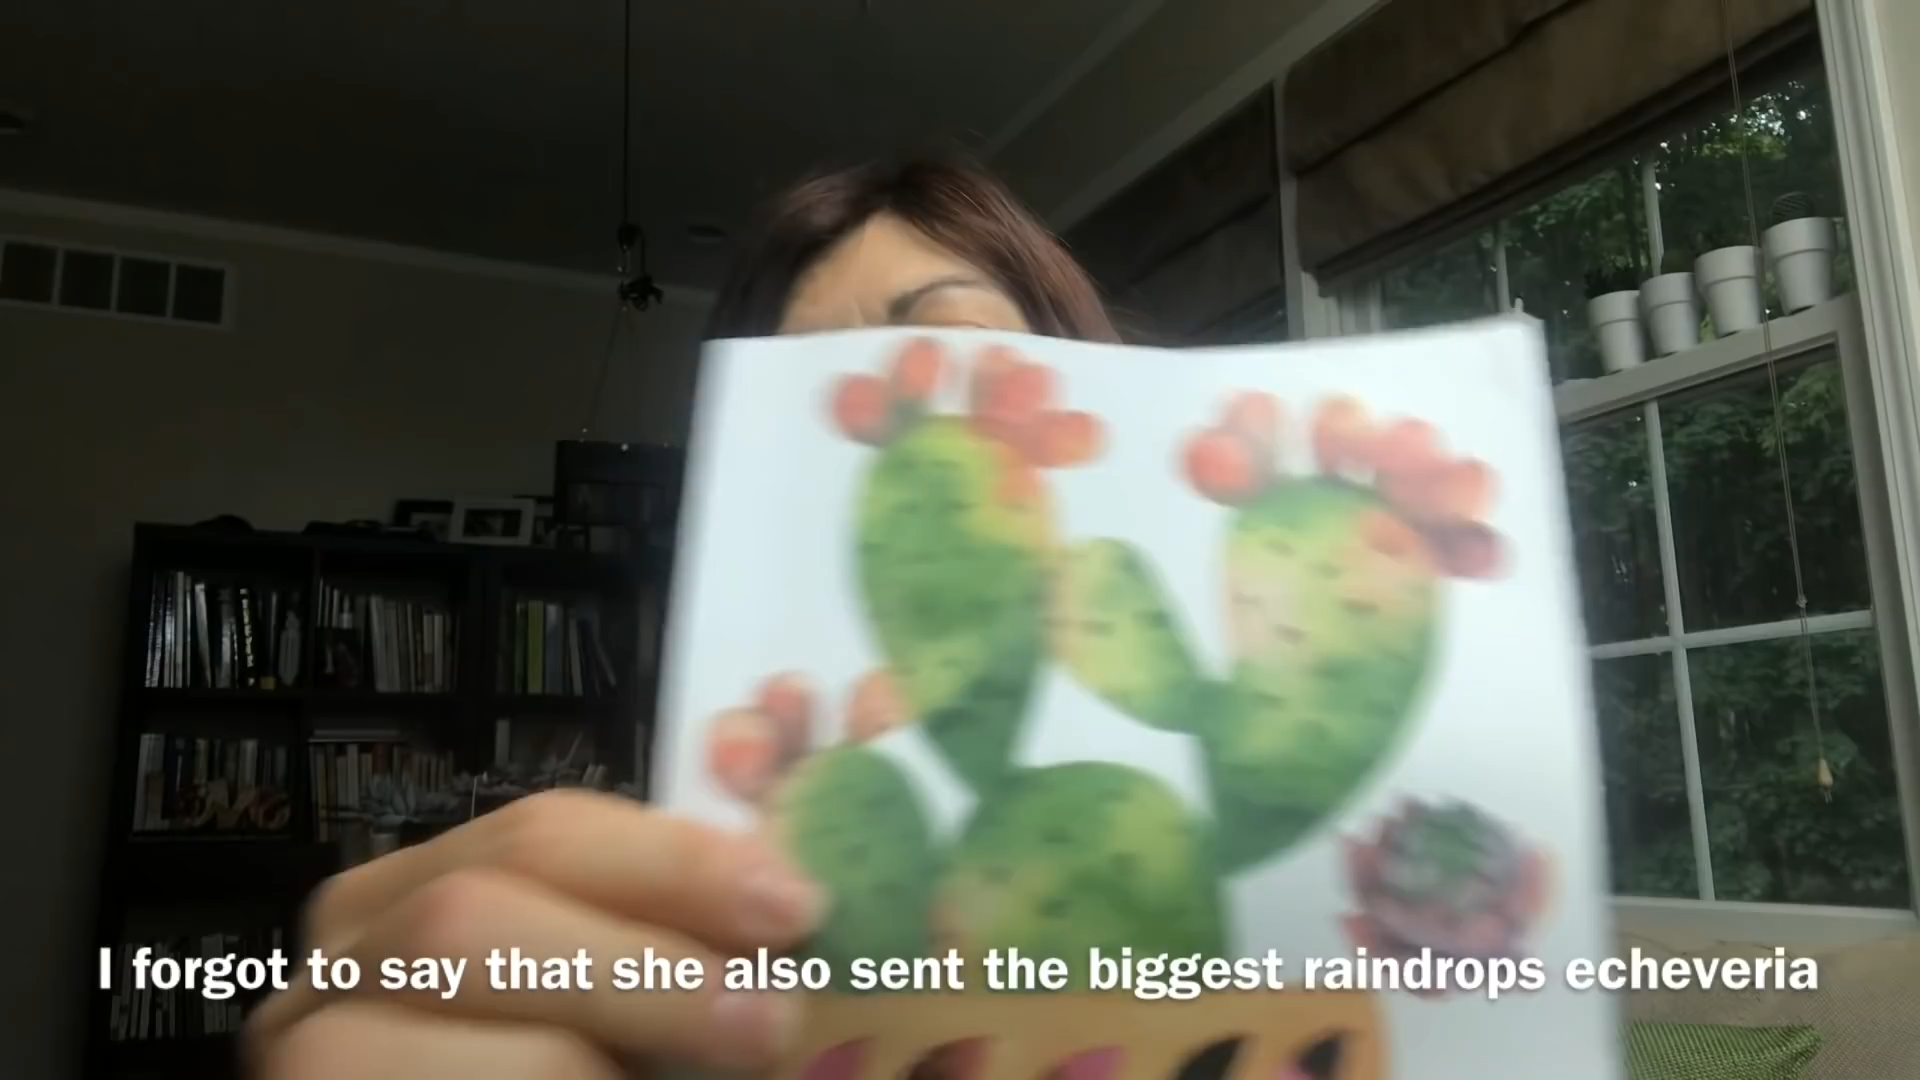 I forgot to say that she also sent the biggest raindrops echeveria